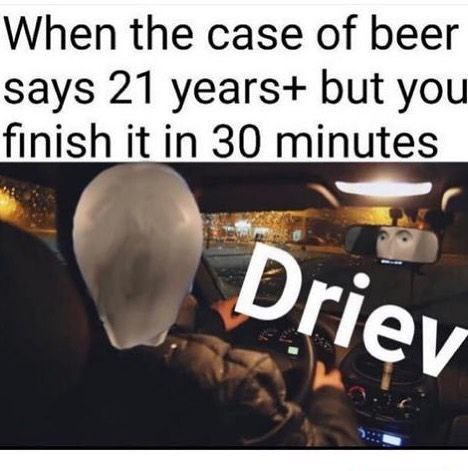 When the case of beer
says 21 years+ but you
finish it in 30 minutes
Driev